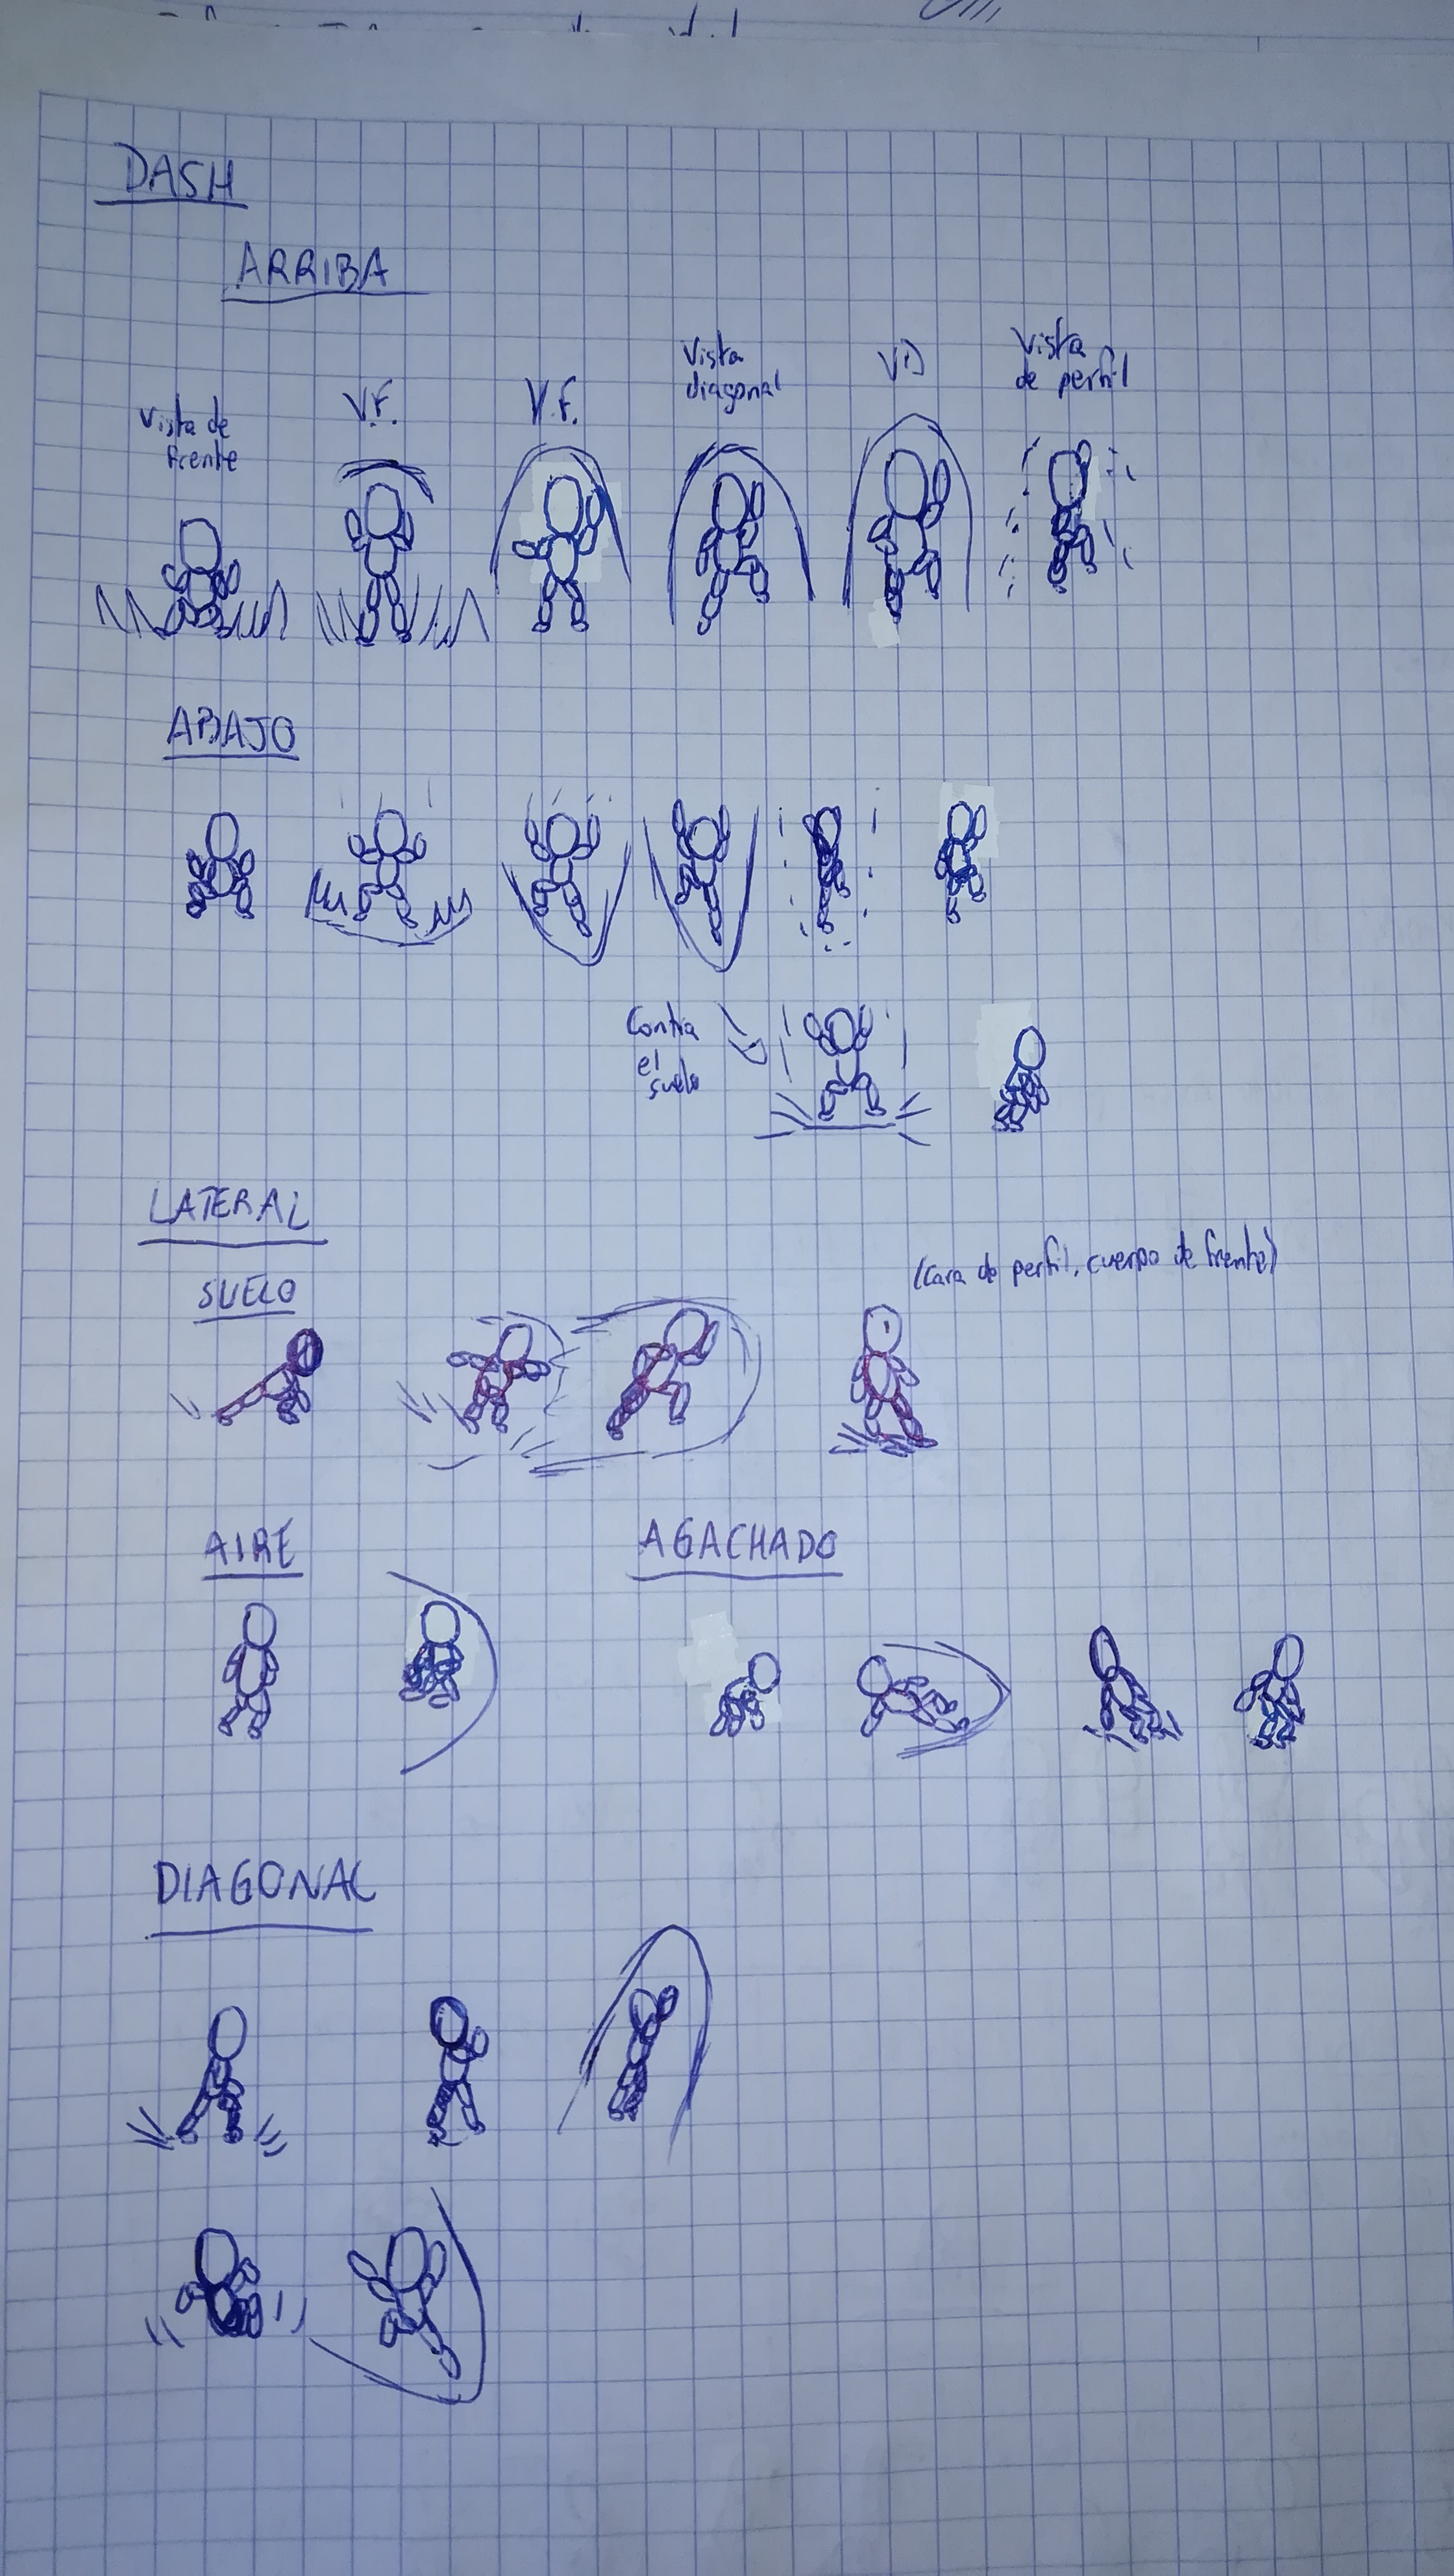 DASH
ARRIBA
Vista de
frente
V.F.
V.F.
Vista
diagonal
VD
Vista
de perfil
ABAJO
Contra
el
suelo
LATERAL
SUELO
(Cara de perfil, cuerpo de frente)
AIRE
AGACHADO
DIAGONAL